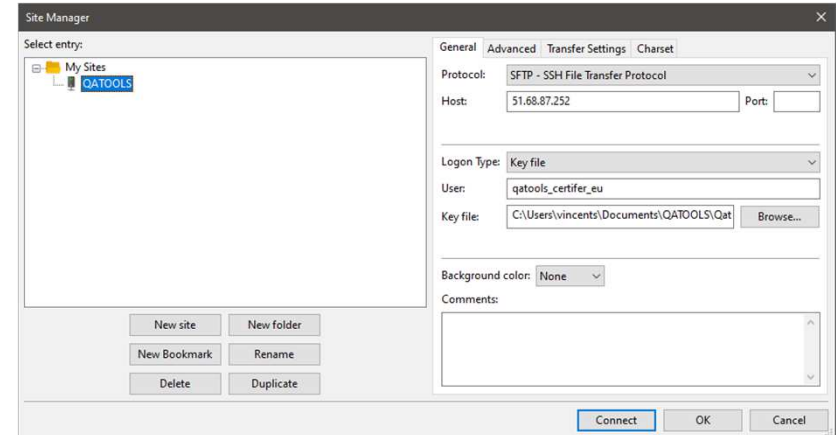 Site Manager
Select entry:
My Sites
QATOOLS
New site
New folder
New Bookmark
Rename
Delete
Duplicate
General Advanced Transfer Settings Charset
Protocol: SFTP - SSH File Transfer Protocol
Host: 51.68.87.252 Port:
Logon Type: Key file
User: qatools_certifer_eu
Key file: C:\Users\vincents\Documents\QATOOLS\Qat Browse...
Background color: None
Comments:
Connect OK Cancel